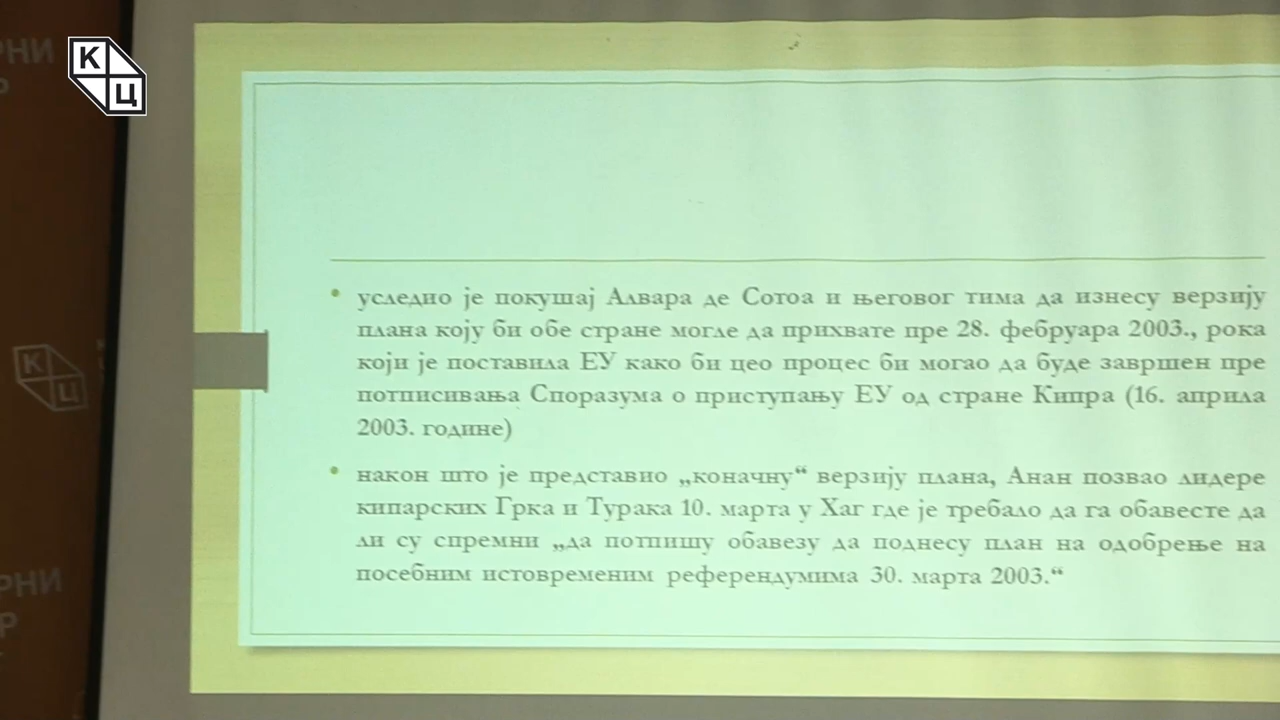 РНИ
Р
К
Ц
уследио је покушај Алвара де Сотоа и његовог тима да изнесу верзију
плана коју би обе стране могле да прихвате пре 28. фебруара 2003., рока
који је поставила ЕУ како би цео процес би могао да буде завршен пре
потписивања Споразума о приступању ЕУ од стране Кипра (16. априла
2003. године)
након што је представио „коначну“ верзију плана, Анан позвао лидере
кипарских Грка и Турака 10. марта у Хаг где је требало да га обавесте да
ли су спремни „да потпишу обавезу да поднесу план на одобрење на
посебним истовременим референдумима 30. марта 2003.“
К
Ц
РНИ
Р